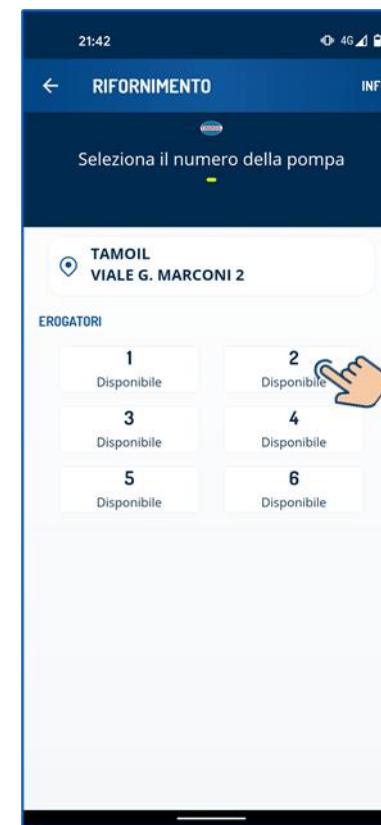 21:42 4G
RIFORNIMENTO INF
TAMOIL
Seleziona il numero della pompa
TAMOIL
VIALE G. MARCONI 2
EROGATORI
1 2
Disponibile Disponibile
3 4
Disponibile Disponibile
5 6
Disponibile Disponibile